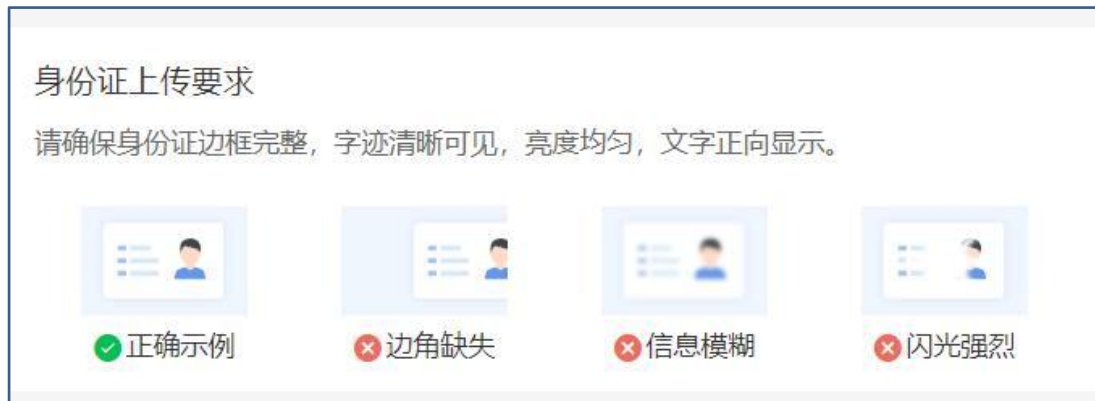 身份证上传要求
请确保身份证边框完整，字迹清晰可见，亮度均匀，文字正向显示。
正确示例
边角缺失
信息模糊
闪光强烈